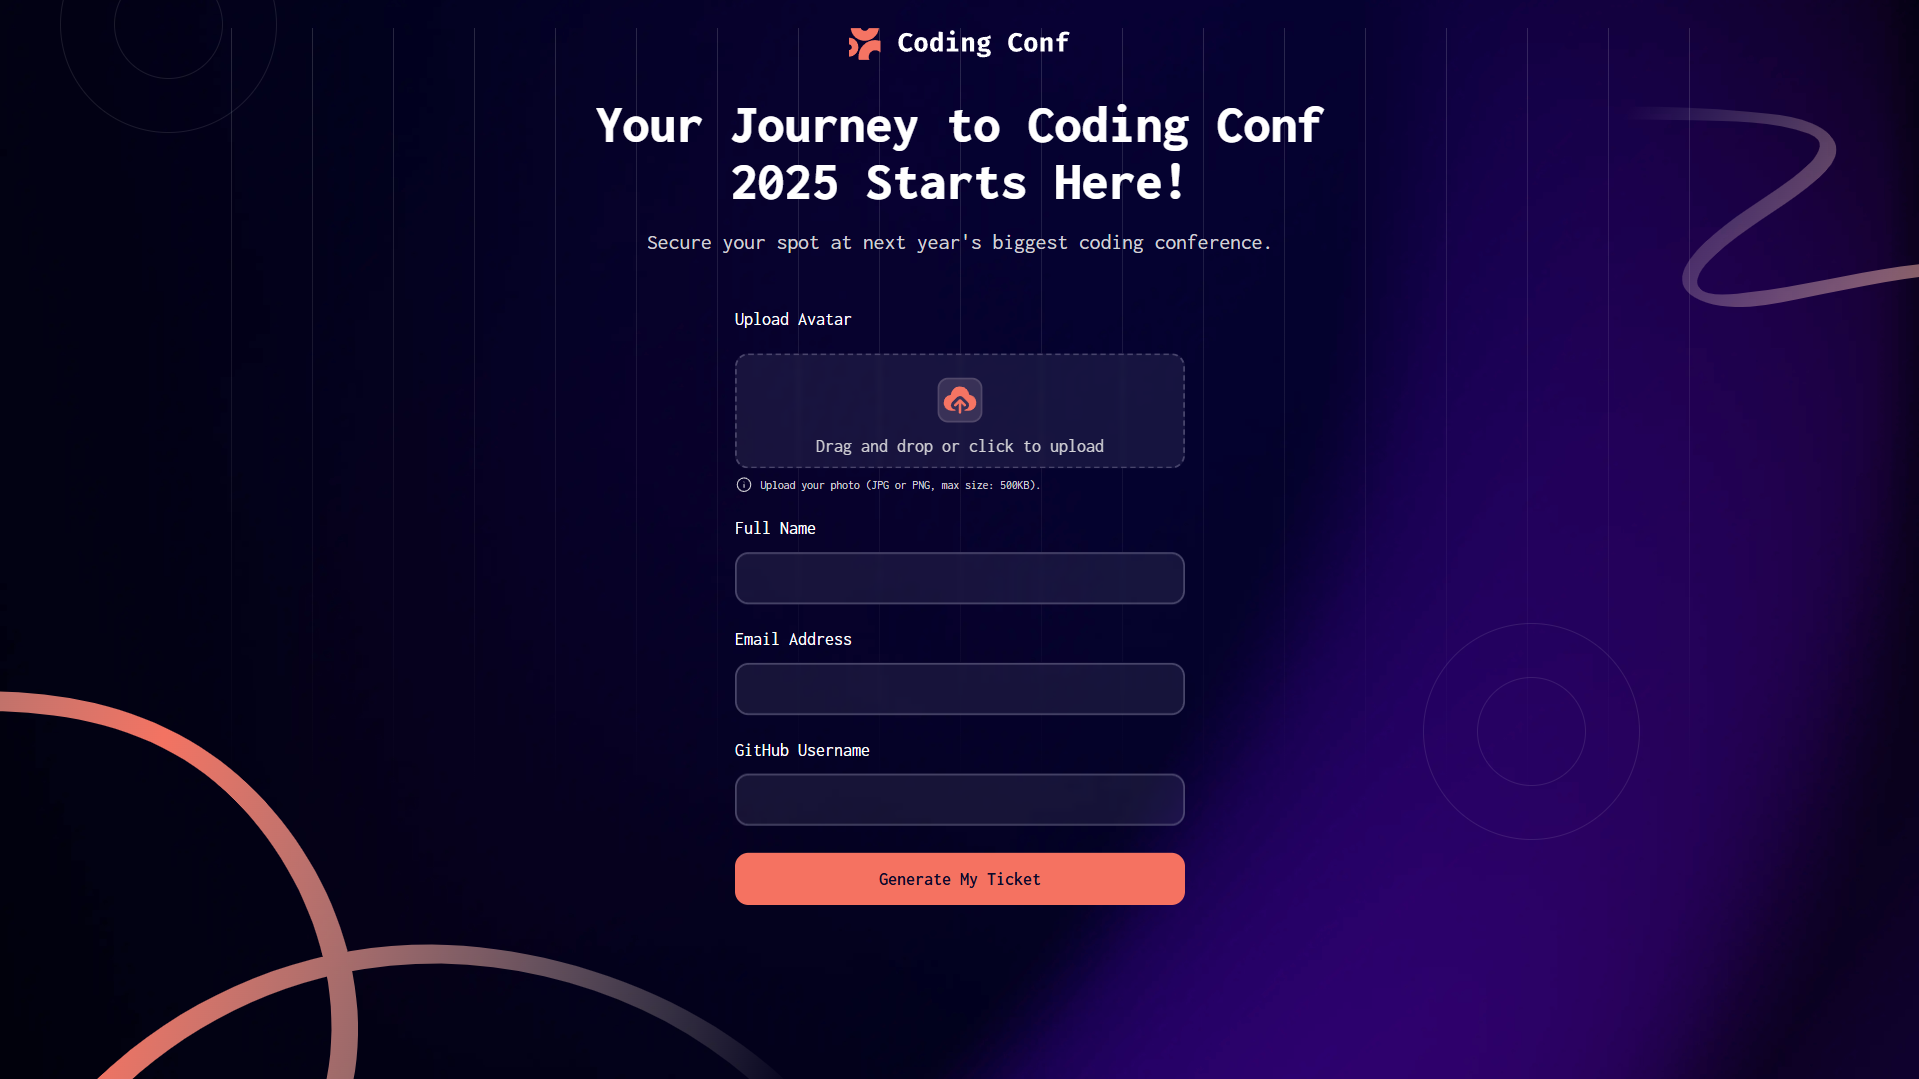 Coding Conf
Your Journey to Coding Conf
2025 Starts Here!
Secure your spot at next year's biggest coding conference.
Upload Avatar
Drag and drop or click to upload
Upload your photo (JPG or PNG, max size: 500KB).
Full Name
Email Address
GitHub Username
Generate My Ticket